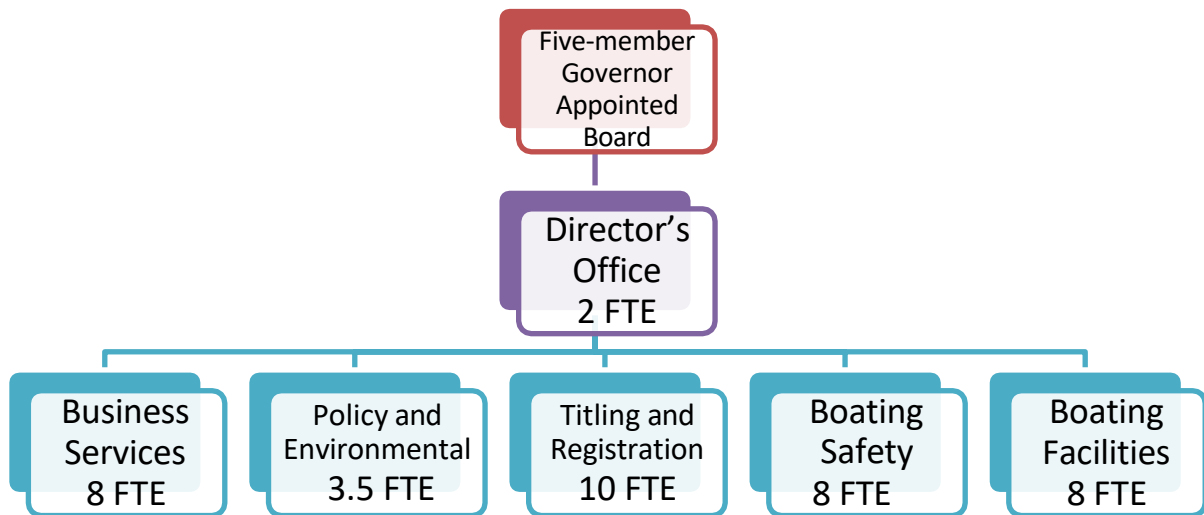 Five-member
Governor
Appointed
Board
Director’s
Office
2 FTE
Business
Services
8 FTE
Policy and
Environmental
3.5 FTE
Titling and
Registration
10 FTE
Boating
Safety
8 FTE
Boating
Facilities
8 FTE